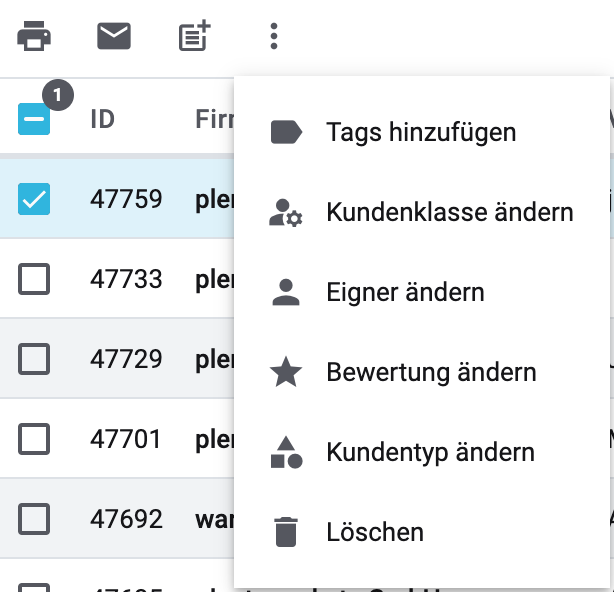 1
ID Firr
47759 pler
47733 pler
47729 pler
47701 pler
47692 war
Tags hinzufügen
Kundenklasse ändern
Eigner ändern
Bewertung ändern
Kundentyp ändern
Löschen